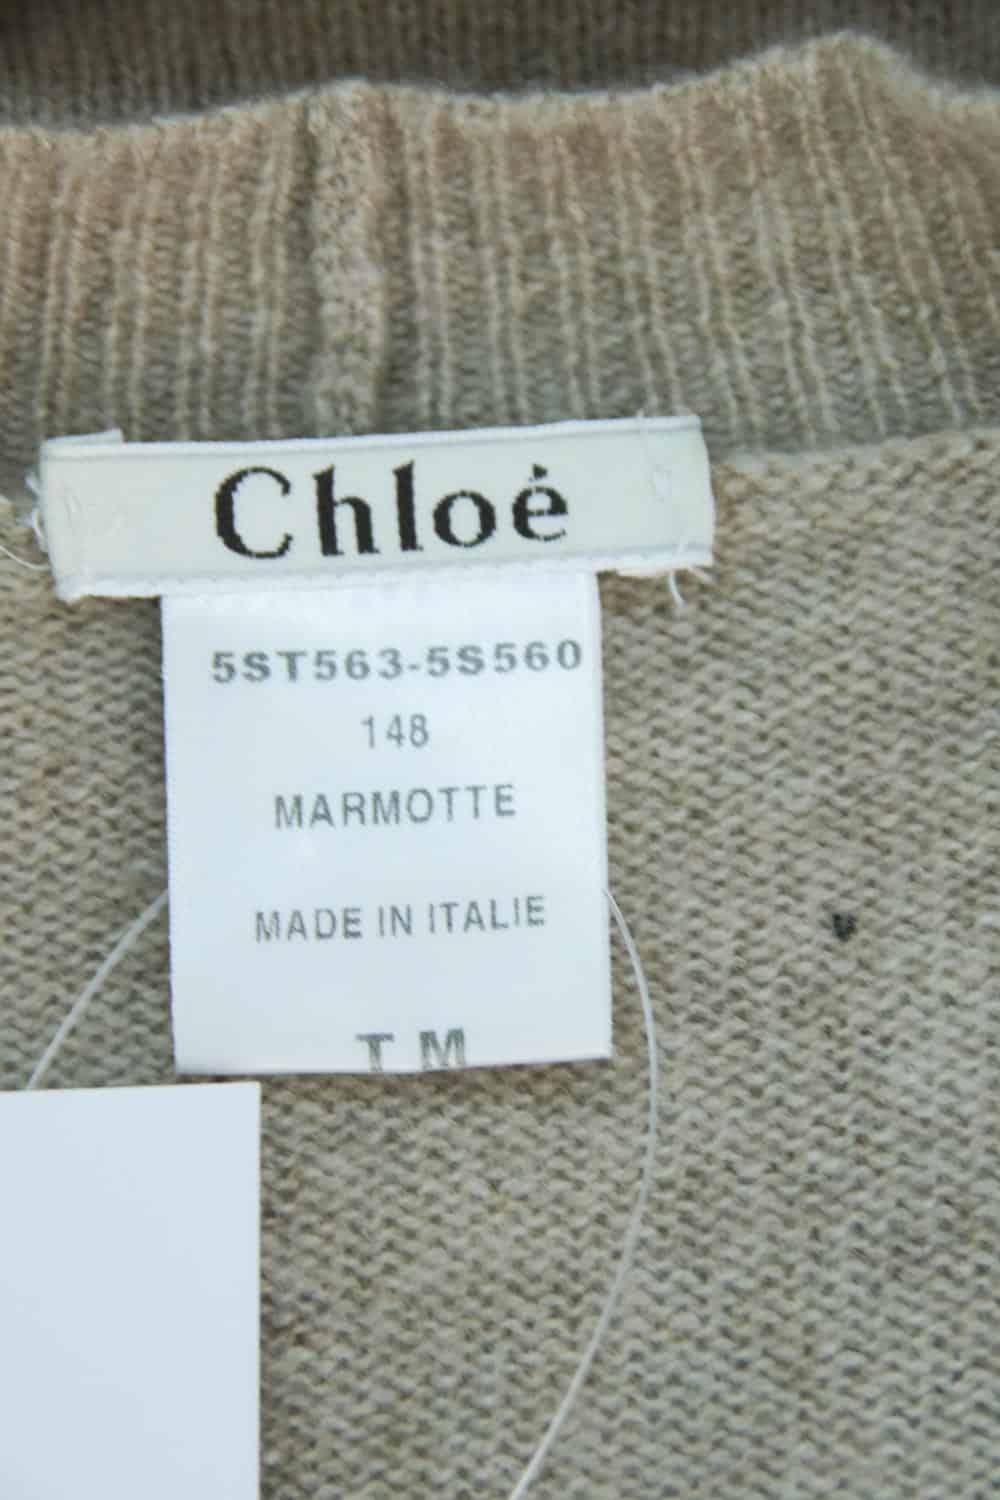 Chloé
5ST563-5S560
148
MARMOTTE
MADE IN ITALIE
T M